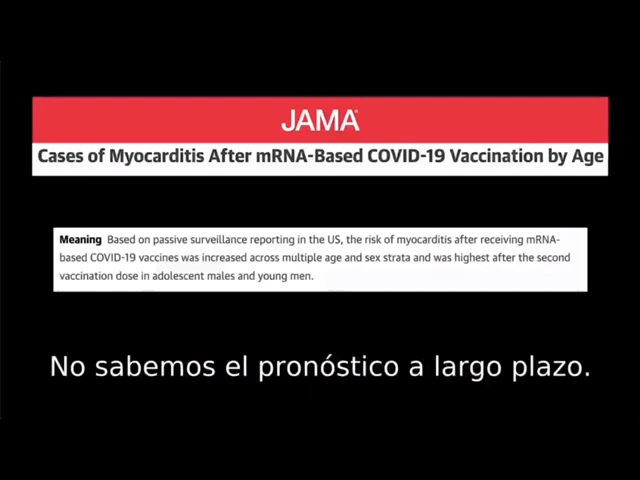 JAMA
Cases of Myocarditis After mRNA-Based COVID-19 Vaccination by Age
Meaning Based on passive surveillance reporting in the US, the risk of myocarditis after receiving mRNA-
based COVID-19 vaccines was increased across multiple age and sex strata and was highest after the second
vaccination dose in adolescent males and young men.
No sabemos el pronóstico a largo plazo.